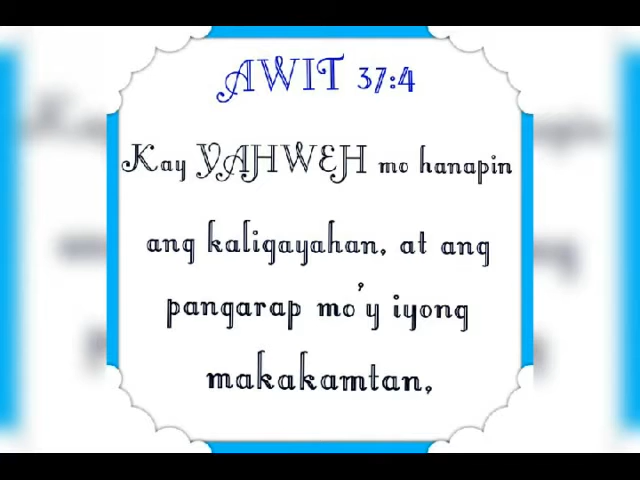 AWIT 37:4
Kay YAHWEH mo hanapin
ang kaligayahan, at ang
pangarap mo'y iyong
makakamtan,